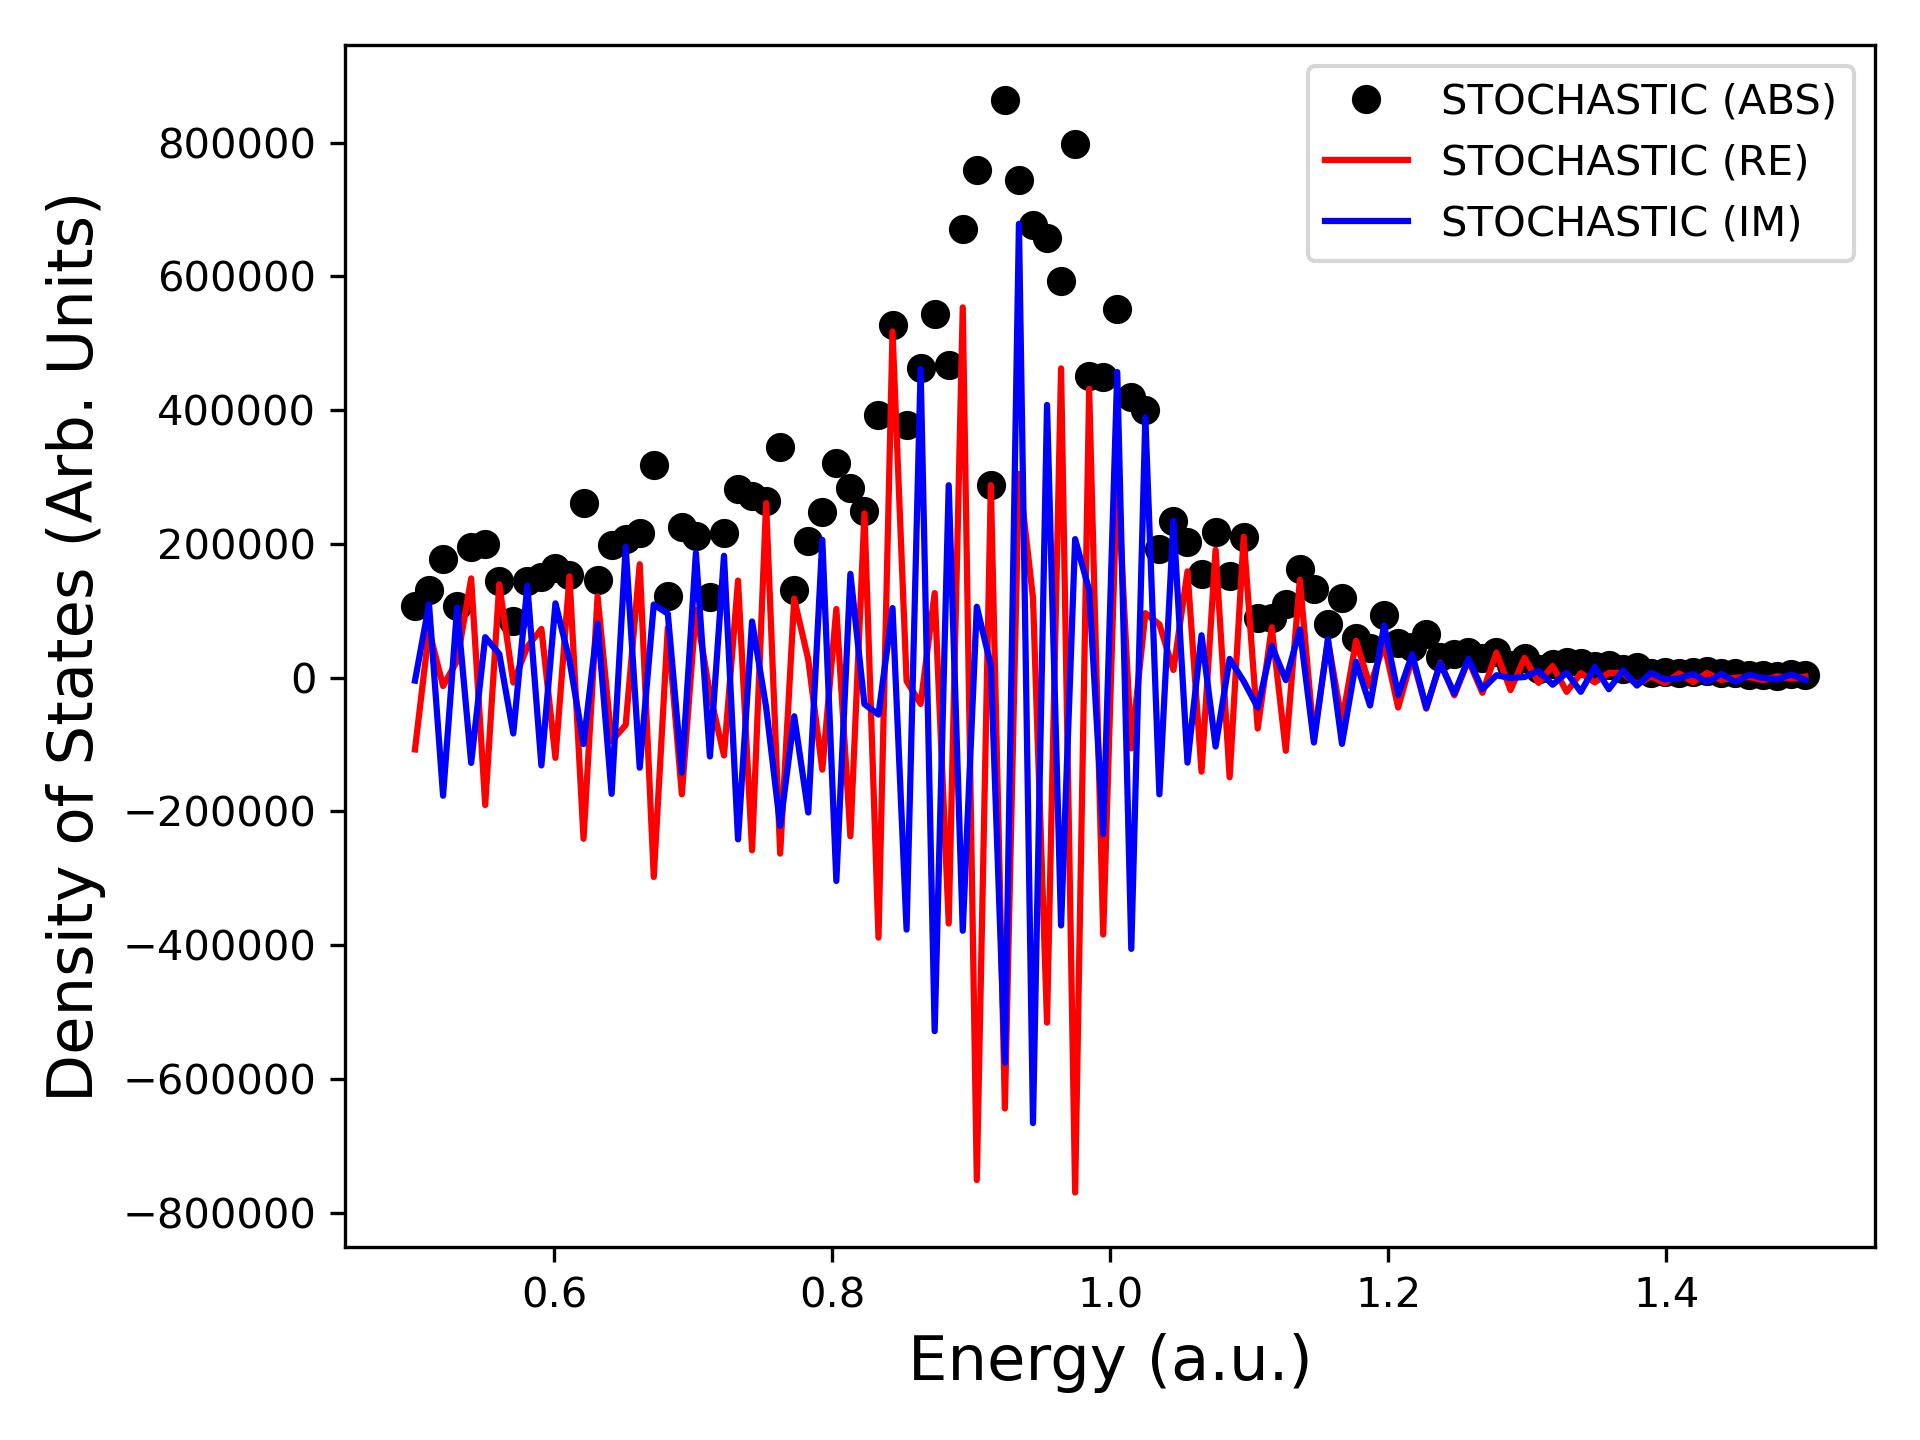 STOCHASTIC (ABS)
STOCHASTIC (RE)
STOCHASTIC (IM)
Density of States (Arb. Units)
800000
600000
400000
200000
0
−200000
−400000
−600000
−800000
0.6 0.8 1.0 1.2 1.4
Energy (a.u.)